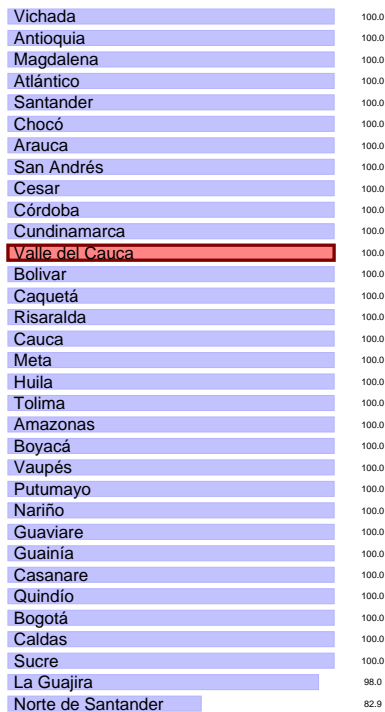 Vichada 100.0
Antioquia 100.0
Magdalena 100.0
Atlántico 100.0
Santander 100.0
Chocó 100.0
Arauca 100.0
San Andrés 100.0
Cesar 100.0
Córdoba 100.0
Cundinamarca 100.0
Valle del Cauca 100.0
Bolivar 100.0
Caquetá 100.0
Risaralda 100.0
Cauca 100.0
Meta 100.0
Huila 100.0
Tolima 100.0
Amazonas 100.0
Boyacá 100.0
Vaupés 100.0
Putumayo 100.0
Nariño 100.0
Guaviare 100.0
Guainía 100.0
Casanare 100.0
Quindío 100.0
Bogotá 100.0
Caldas 100.0
Sucre 100.0
La Guajira 98.0
Norte de Santander 82.9